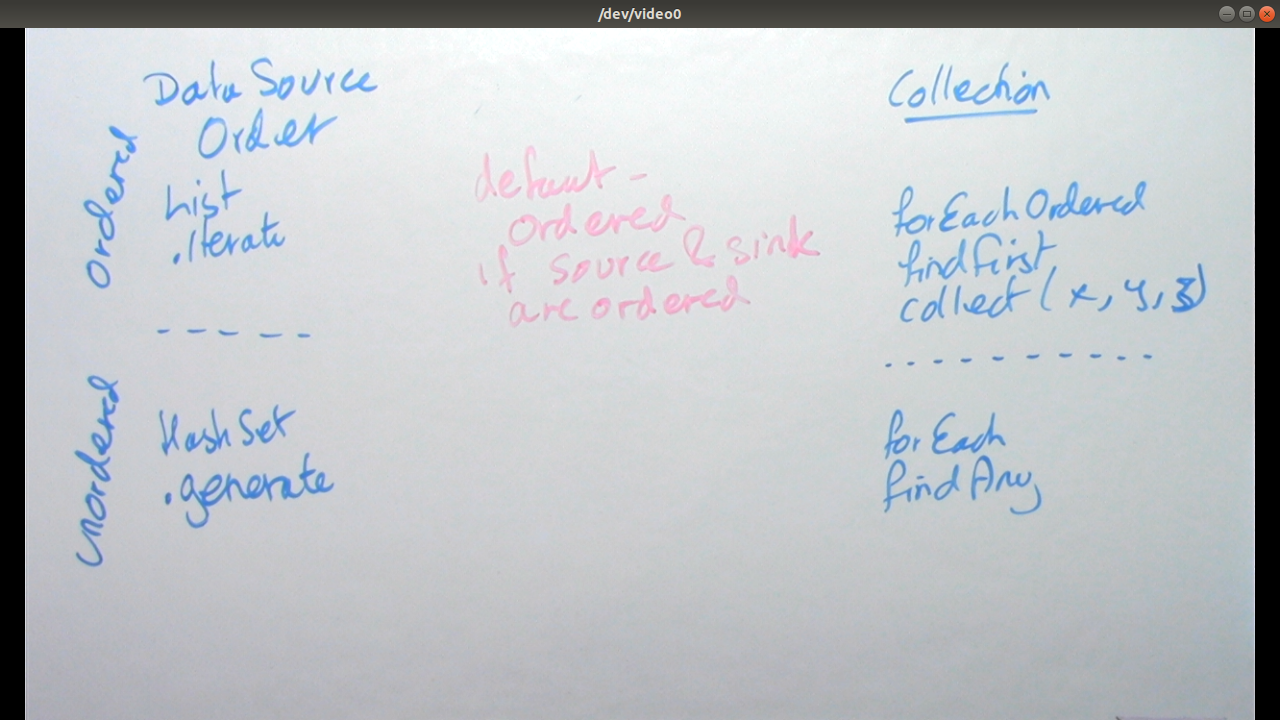 /dev/video0
Data Source
Order
Ordered
List
.iterate
- - - - -
unordered
HashSet
.generate
default -
ordered
if source & sink
are ordered
Collection
forEachOrdered
findFirst
collect(x, y, z)
- - - - - - - - - -
forEach
findAny